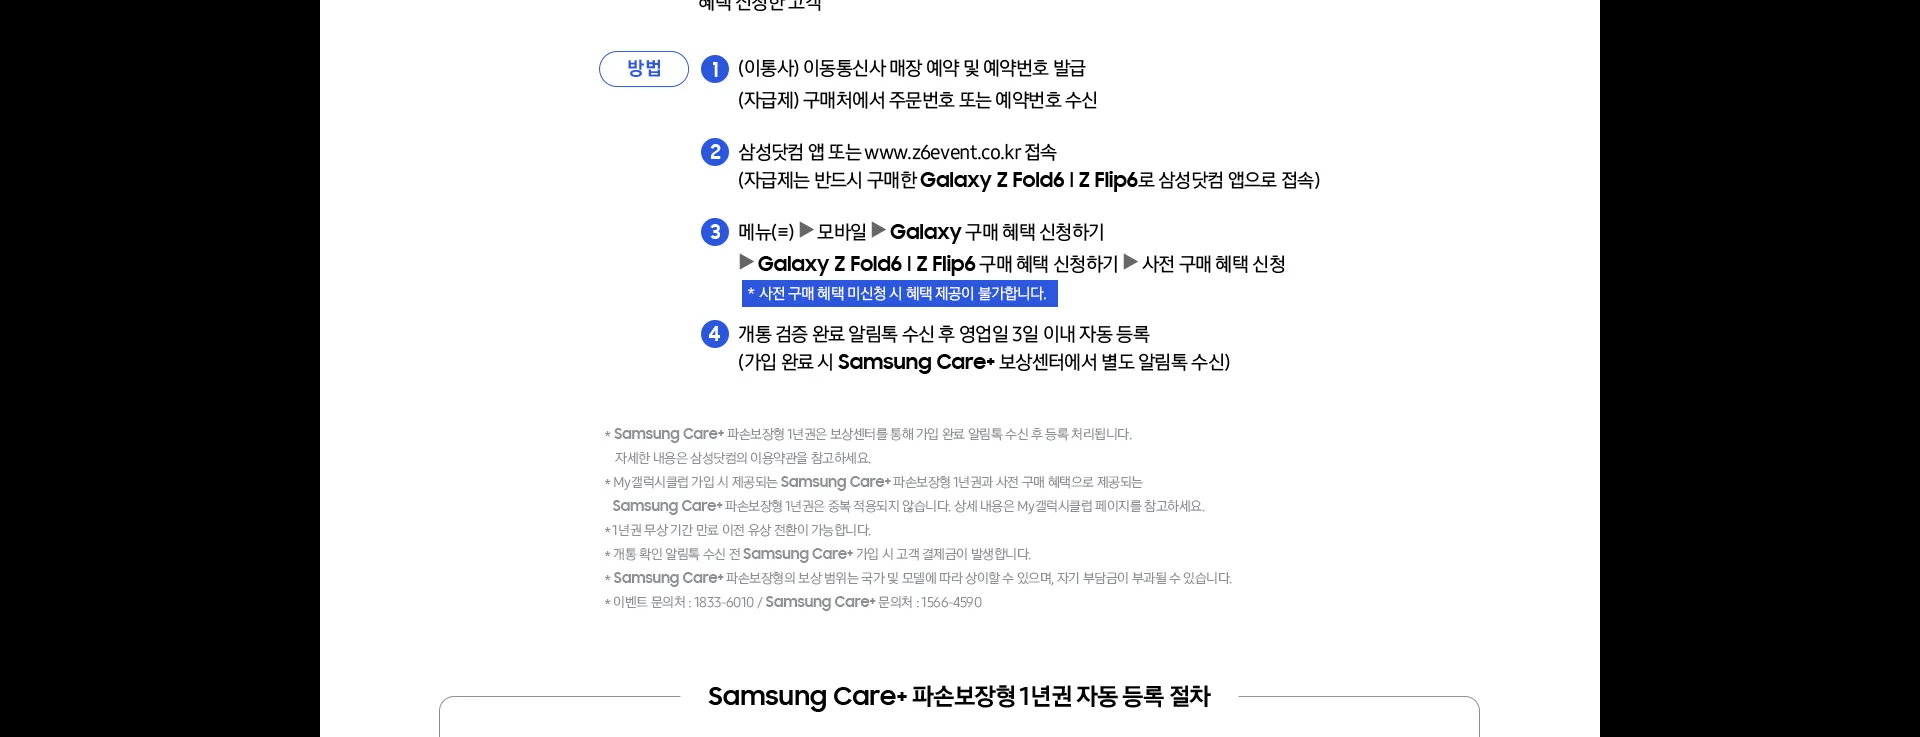 혜택 신청한 고객
방법
1 (이통사) 이동통신사 매장 예약 및 예약번호 발급
(자급제) 구매처에서 주문번호 또는 예약번호 수신
2 삼성닷컴 앱 또는 www.z6event.co.kr 접속
(자급제는 반드시 구매한 Galaxy Z Fold6 | Z Flip6로 삼성닷컴 앱으로 접속)
3 메뉴(≡) ▶ 모바일 ▶ Galaxy 구매 혜택 신청하기
▶ Galaxy Z Fold6 | Z Flip6 구매 혜택 신청하기 ▶ 사전 구매 혜택 신청
* 사전 구매 혜택 미신청 시 혜택 제공이 불가합니다.
4 개통 검증 완료 알림톡 수신 후 영업일 3일 이내 자동 등록
(가입 완료 시 Samsung Care+ 보상센터에서 별도 알림톡 수신)
* Samsung Care+ 파손보장형 1년권은 보상센터를 통해 가입 완료 알림톡 수신 후 등록 처리됩니다.
자세한 내용은 삼성닷컴의 이용약관을 참고하세요.
* My갤럭시클럽 가입 시 제공되는 Samsung Care+ 파손보장형 1년권과 사전 구매 혜택으로 제공되는
Samsung Care+ 파손보장형 1년권은 중복 적용되지 않습니다. 상세 내용은 My갤럭시클럽 페이지를 참고하세요.
* 1년권 무상 기간 만료 이전 유상 전환이 가능합니다.
* 개통 확인 알림톡 수신 전 Samsung Care+ 가입 시 고객 결제금이 발생합니다.
* Samsung Care+ 파손보장형의 보상 범위는 국가 및 모델에 따라 상이할 수 있으며, 자기 부담금이 부과될 수 있습니다.
* 이벤트 문의처 : 1833-6010 / Samsung Care+ 문의처 : 1566-4590
Samsung Care+ 파손보장형 1년권 자동 등록 절차